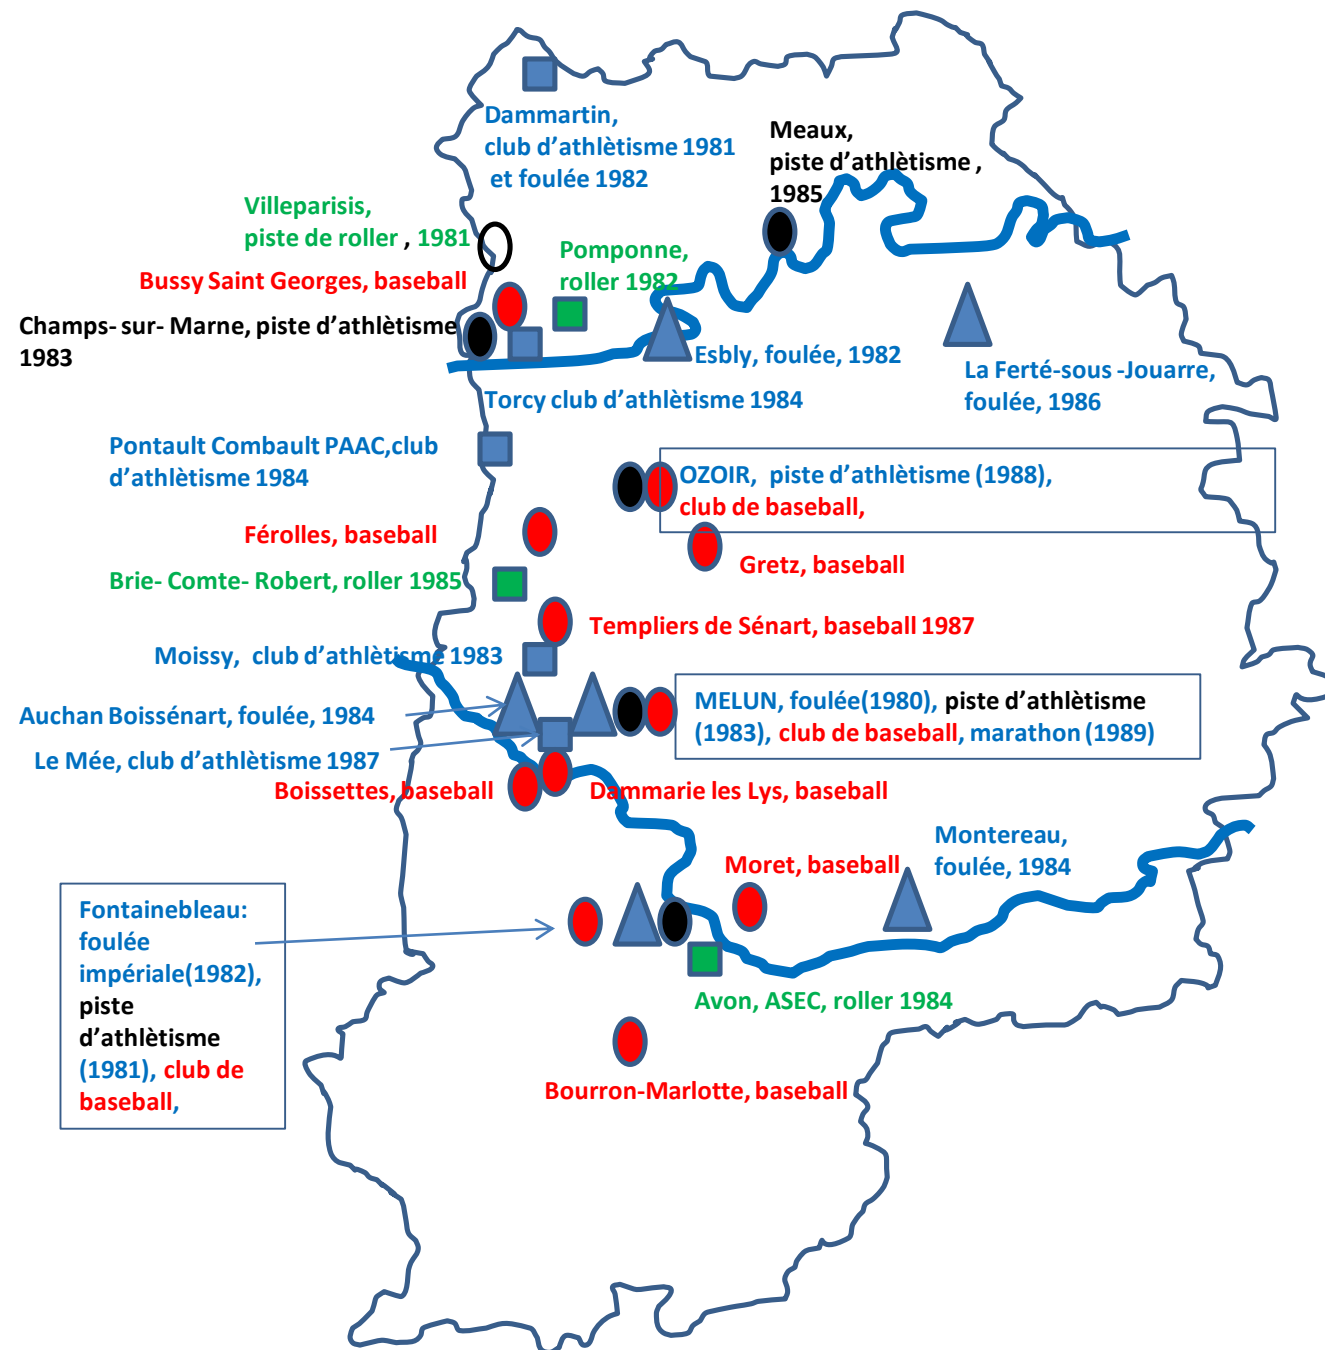 Dammartin,
club d’athlètisme 1981
et foulée 1982
Meaux,
piste d’athlètisme ,
1985
Villeparisis,
piste de roller , 1981
Pomponne,
roller 1982
Bussy Saint Georges, baseball
Champs- sur- Marne, piste d’athlètisme
1983
Esbly, foulée, 1982
La Ferté-sous -Jouarre,
foulée, 1986
Torcy club d’athlètisme 1984
Pontault Combault PAAC,club
d’athlètisme 1984
OZOIR, piste d’athlètisme (1988),
club de baseball,
Férolles, baseball
Gretz, baseball
Brie- Comte- Robert, roller 1985
Templiers de Sénart, baseball 1987
Moissy, club d’athlètisme 1983
Auchan Boissénart, foulée, 1984
MELUN, foulée(1980), piste d’athlètisme
(1983), club de baseball, marathon (1989)
Le Mée, club d’athlètisme 1987
Boissettes, baseball
Dammarie les Lys, baseball
Montereau,
foulée, 1984
Moret, baseball
Fontainebleau:
foulée
impériale(1982),
piste
d’athlètisme
(1981), club de
baseball,
Avon, ASEC, roller 1984
Bourron-Marlotte, baseball